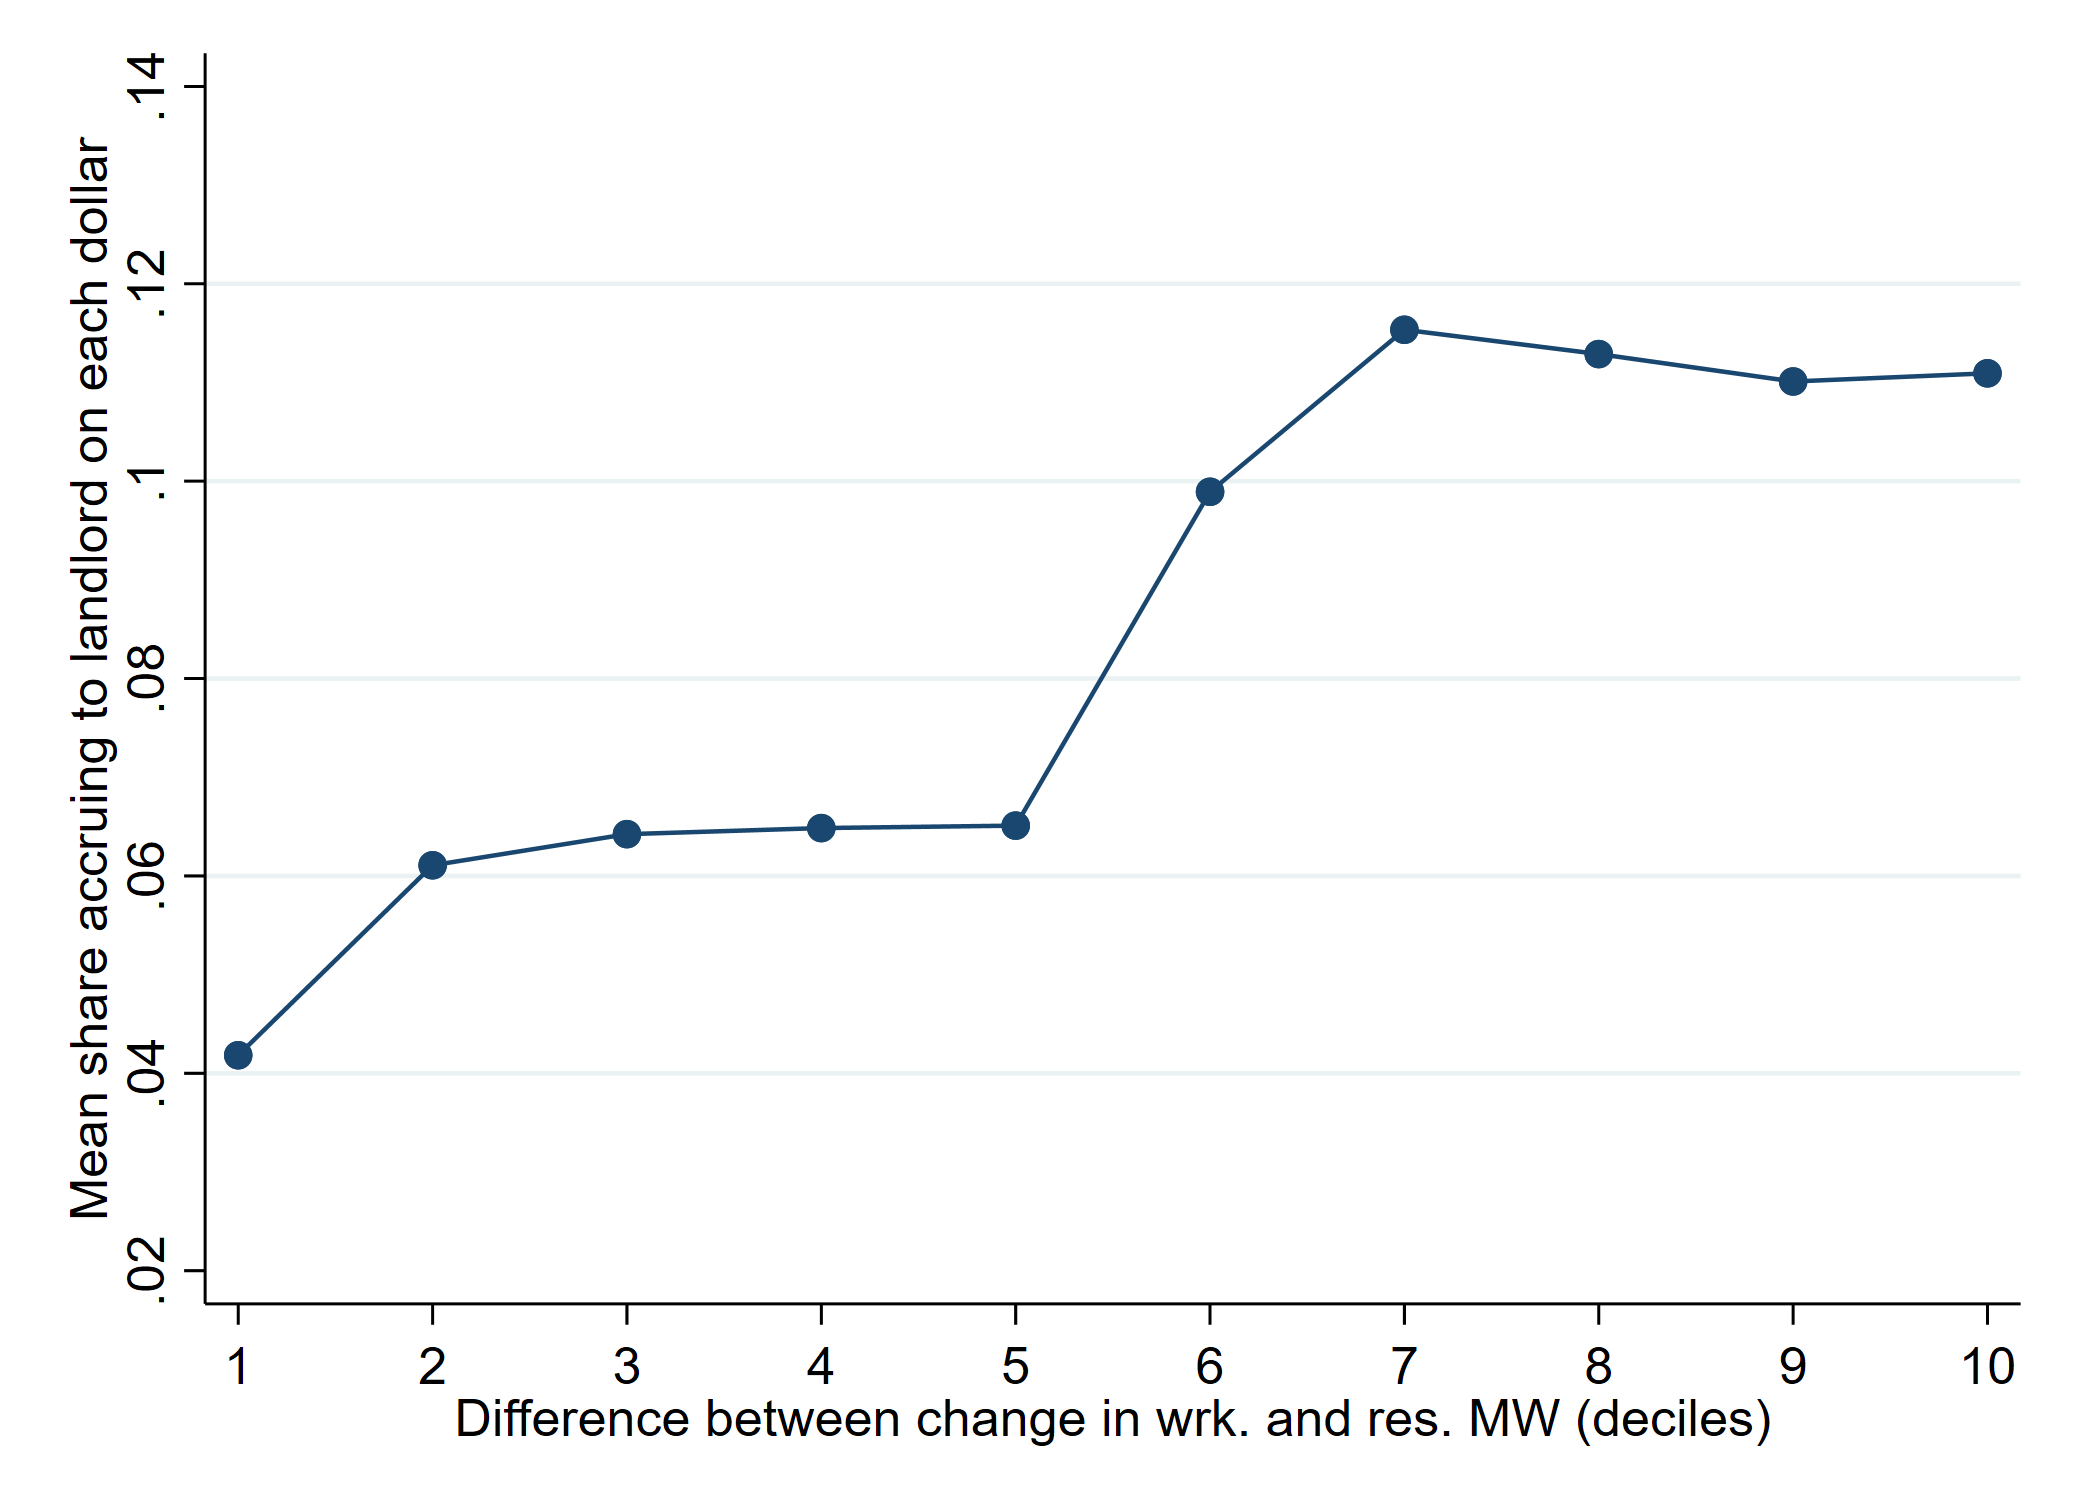 Mean share accruing to landlord on each dollar
.14
.12
.1
.08
.06
.04
.02
1 2 3 4 5 6 7 8 9 10
Difference between change in wrk. and res. MW (deciles)